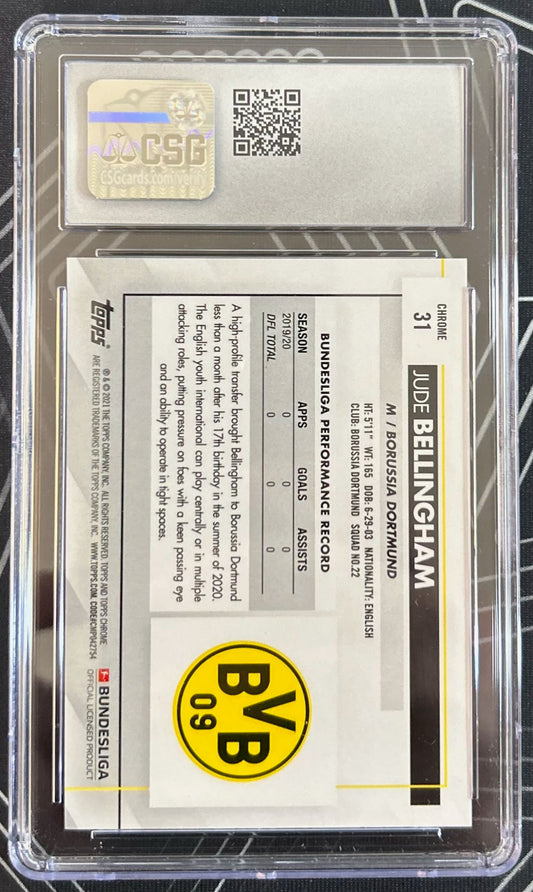 CSG
CSGcards.com/verify
CHROME
31
JUDE BELLINGHAM
M / BORUSSIA DORTMUND
HT: 5'11" WT: 165 DOB: 6-29-03 NATIONALITY: ENGLISH
CLUB: BORUSSIA DORTMUND SQUAD NO.22
BUNDESLIGA PERFORMANCE RECORD
SEASON APPS GOALS ASSISTS
2019/20 0 0 0
DFL TOTAL 0 0 0
A high-profile transfer brought Bellingham to Borussia Dortmund
less than a month after his 17th birthday in the summer of 2020.
The English youth international can play centrally or in multiple
attacking roles, putting pressure on foes with a keen passing eye
and an ability to operate in tight spaces.
BVB
09
topps®
® & © 2021 THE TOPPS COMPANY, INC. ALL RIGHTS RESERVED. TOPPS AND TOPPS CHROME
ARE REGISTERED TRADEMARKS OF THE TOPPS COMPANY, INC. WWW.TOPPS.COM. CODE#CMP042754
BUNDESLIGA
OFFICIAL LICENSED PRODUCT